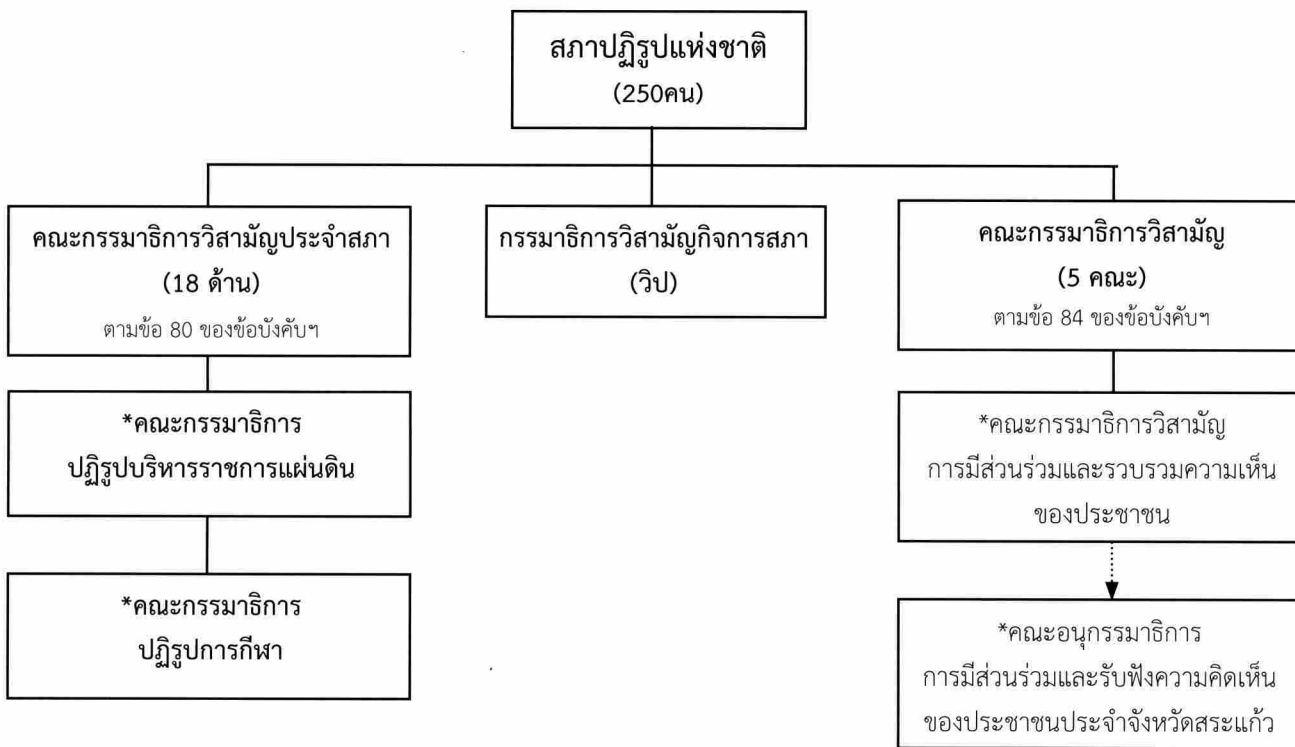 สภาปฏิรูปแห่งชาติ
(250คน)
คณะกรรมาธิการวิสามัญประจำสภา
(18 ด้าน)
ตามข้อ 80 ของข้อบังคับฯ
กรรมาธิการวิสามัญกิจการสภา
(วิป)
คณะกรรมาธิการวิสามัญ
(5 คณะ)
ตามข้อ 84 ของข้อบังคับฯ
*คณะกรรมาธิการ
ปฏิรูปบริหารราชการแผ่นดิน
*คณะกรรมาธิการวิสามัญ
การมีส่วนร่วมและรวบรวมความเห็น
ของประชาชน
*คณะกรรมาธิการ
ปฏิรูปการกีฬา
*คณะอนุกรรมาธิการ
การมีส่วนร่วมและรับฟังความคิดเห็น
ของประชาชนประจำจังหวัดสระแก้ว